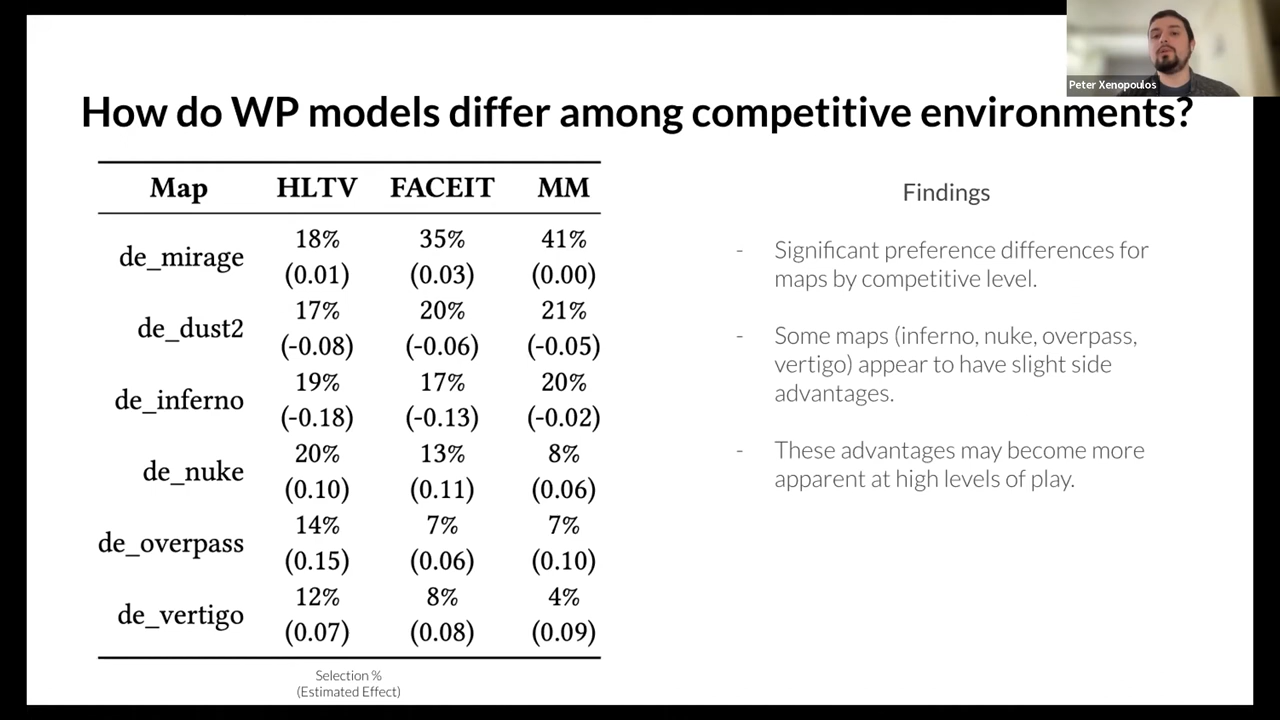 Peter Xenopoulos
How do WP models differ among competitive environments?
Map HLTV FACEIT MM
de_mirage 18% 35% 41%
(0.01) (0.03) (0.00)
de_dust2 17% 20% 21%
(-0.08) (-0.06) (-0.05)
de_inferno 19% 17% 20%
(-0.18) (-0.13) (-0.02)
de_nuke 20% 13% 8%
(0.10) (0.11) (0.06)
de_overpass 14% 7% 7%
(0.15) (0.06) (0.10)
de_vertigo 12% 8% 4%
(0.07) (0.08) (0.09)
Selection %
(Estimated Effect)
Findings
- Significant preference differences for
maps by competitive level.
- Some maps (inferno, nuke, overpass,
vertigo) appear to have slight side
advantages.
- These advantages may become more
apparent at high levels of play.